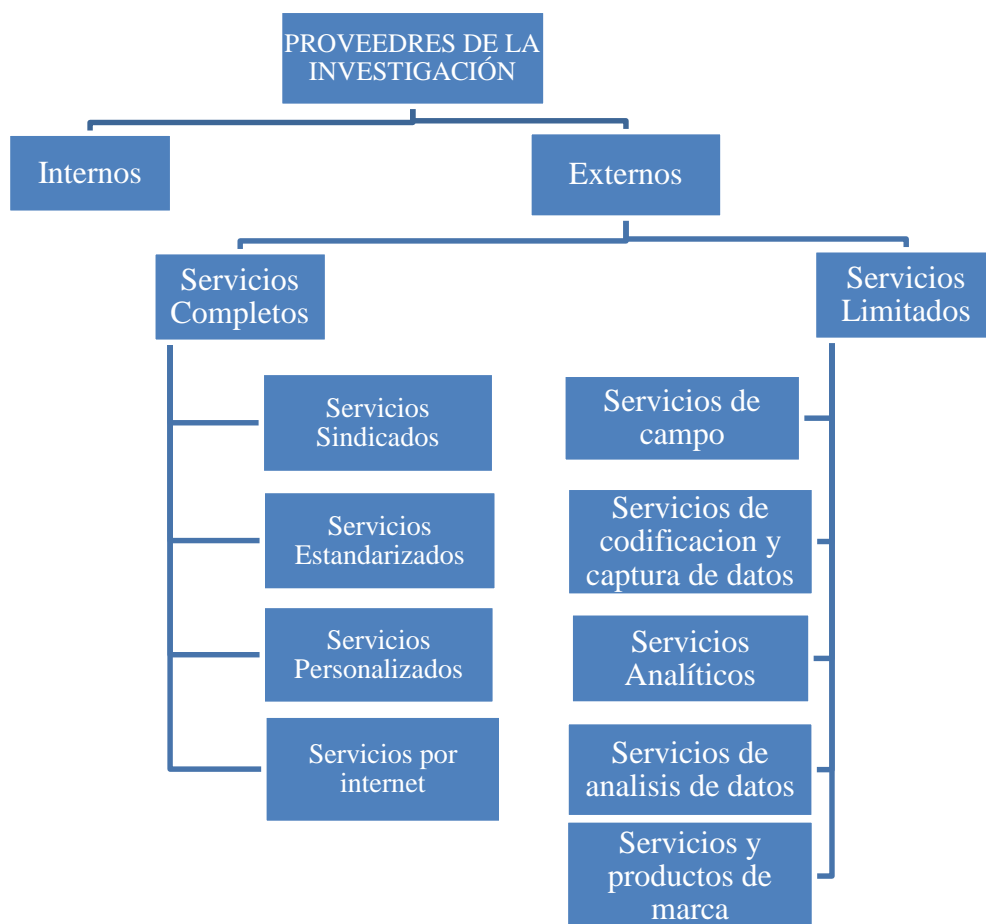 PROVEEDRES DE LA
INVESTIGACIÓN
Internos
Externos
Servicios
Completos
Servicios
Limitados
Servicios
Sindicados
Servicios
Estandarizados
Servicios
Personalizados
Servicios por
internet
Servicios de
campo
Servicios de
codificacion y
captura de datos
Servicios
Analíticos
Servicios de
analisis de datos
Servicios y
productos de
marca